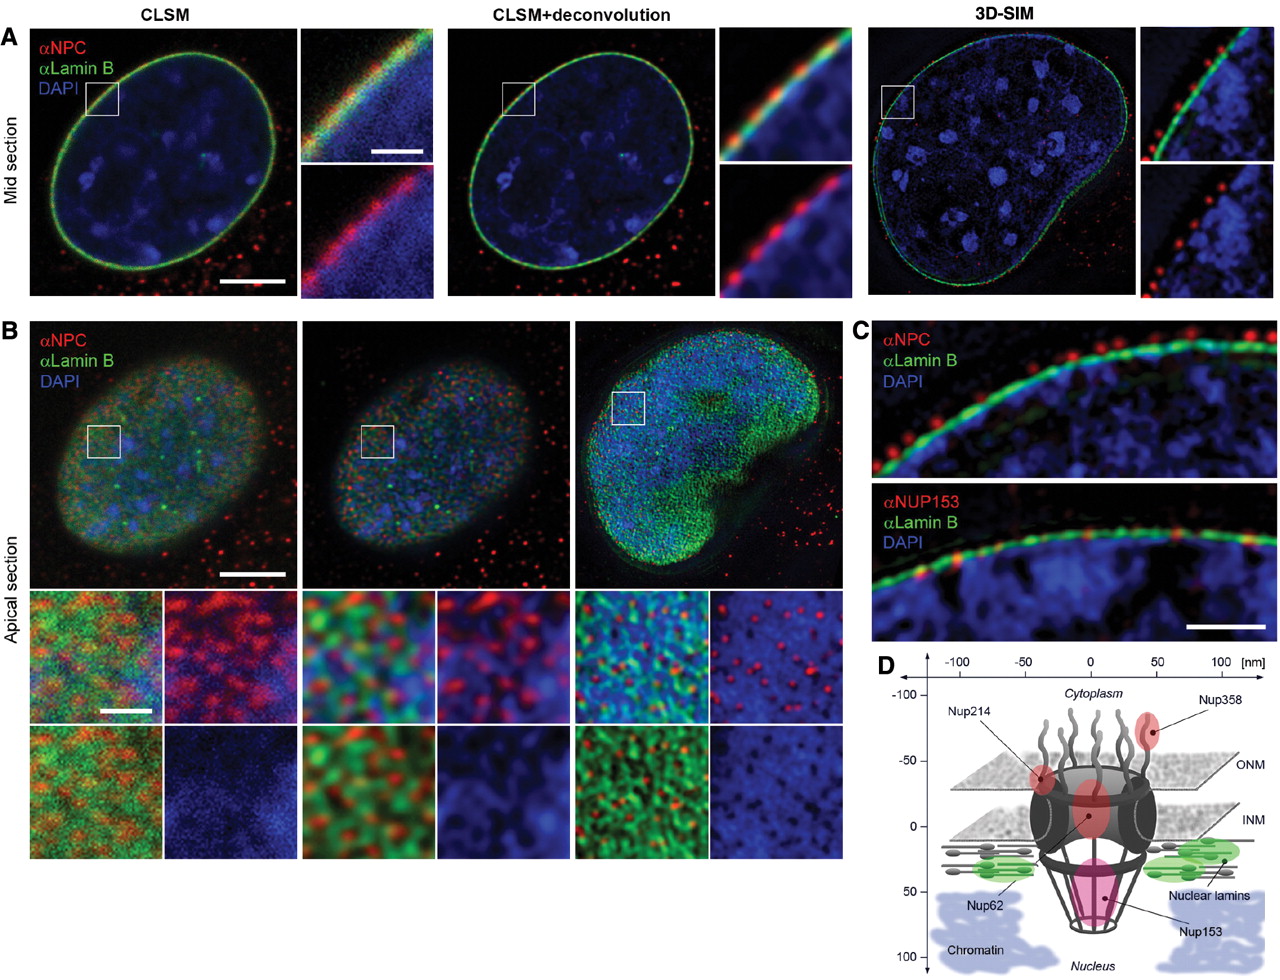 CLSM
CLSM+deconvolution
3D-SIM
A
αNPC
αLamin B
DAPI
Mid section
B
αNPC
αLamin B
DAPI
Apical section
C
αNPC
αLamin B
DAPI
αNUP153
αLamin B
DAPI
D
-100 -50 0 50 100 [nm]
-100
Cytoplasm
Nup214
Nup358
-50
ONM
INM
0
50
Nup62
Nuclear lamins
Nup153
Chromatin
100
Nucleus